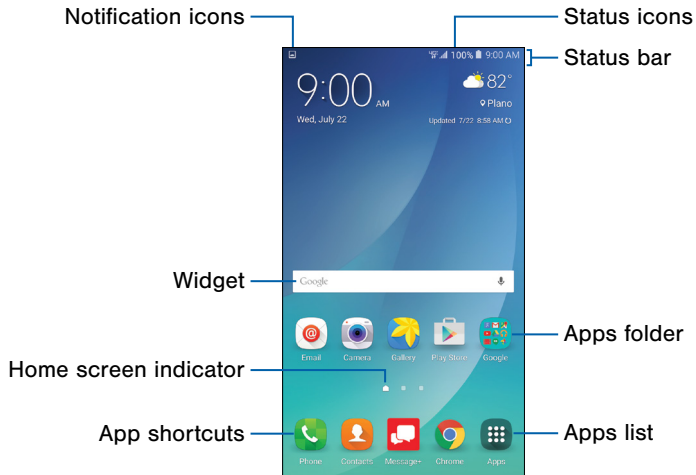 Notification icons
Status icons
Status bar
100% 9:00 AM
9:00 AM
Wed, July 22
82°
Plano
Updated 7/22 8:58 AM
Widget
Google
Email Camera Gallery Play Store Google
Apps folder
Home screen indicator
App shortcuts
Apps list
Phone Contacts Message+ Chrome Apps